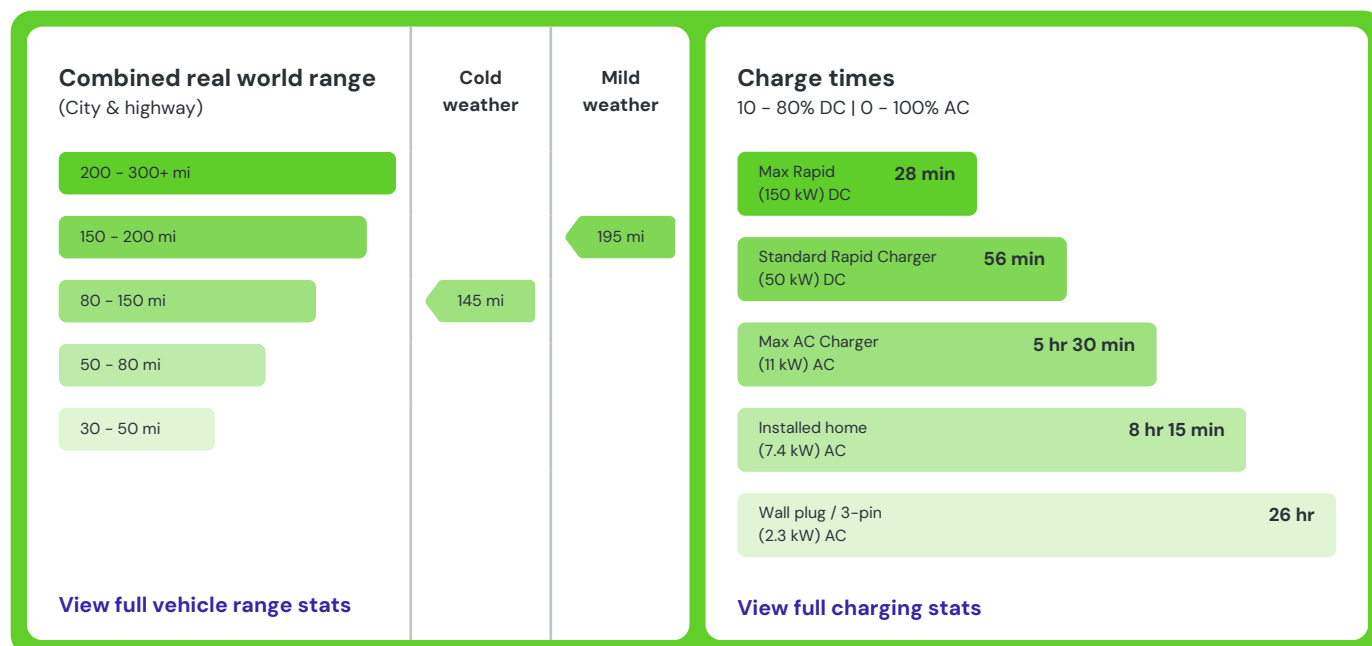 Combined real world range
(City & highway)
Cold
weather
Mild
weather
200 - 300+ mi
150 - 200 mi
195 mi
80 - 150 mi
145 mi
50 - 80 mi
30 - 50 mi
View full vehicle range stats
Charge times
10 - 80% DC | 0 - 100% AC
Max Rapid
(150 kW) DC
28 min
Standard Rapid Charger
(50 kW) DC
56 min
Max AC Charger
(11 kW) AC
5 hr 30 min
Installed home
(7.4 kW) AC
8 hr 15 min
Wall plug / 3-pin
(2.3 kW) AC
26 hr
View full charging stats